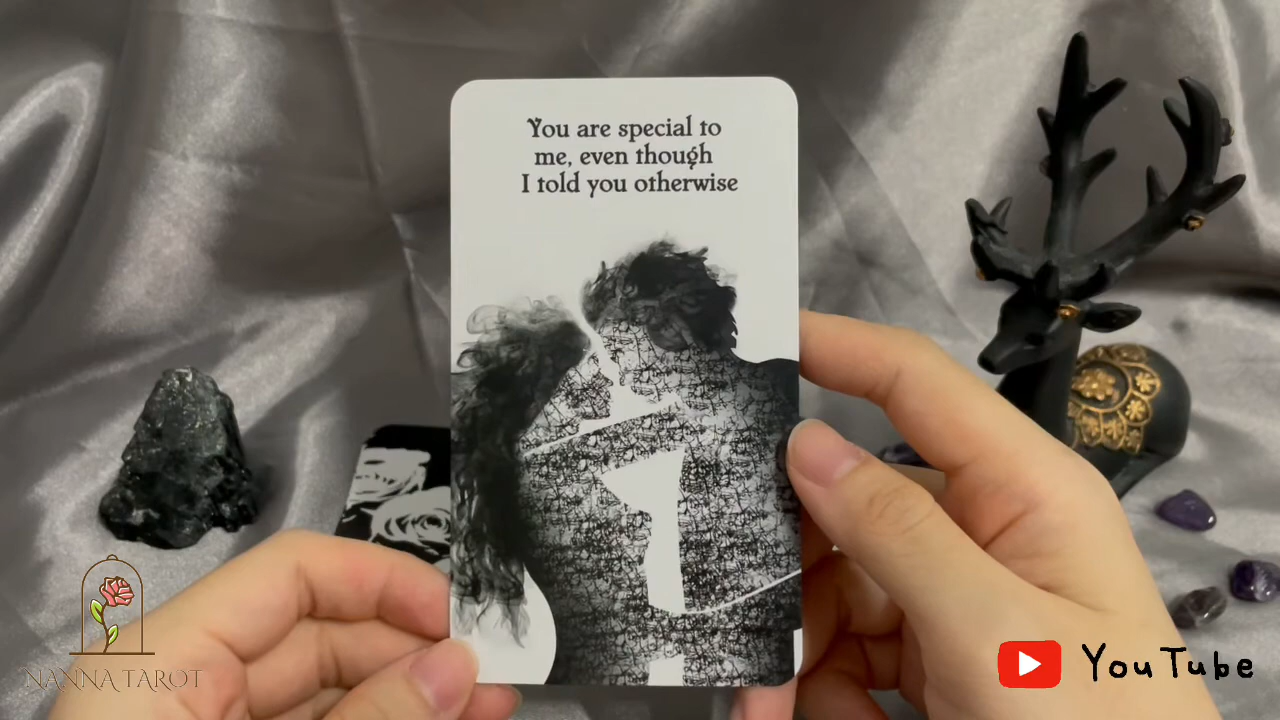 You are special to
me, even though
I told you otherwise
NANNA TAROT
YouTube